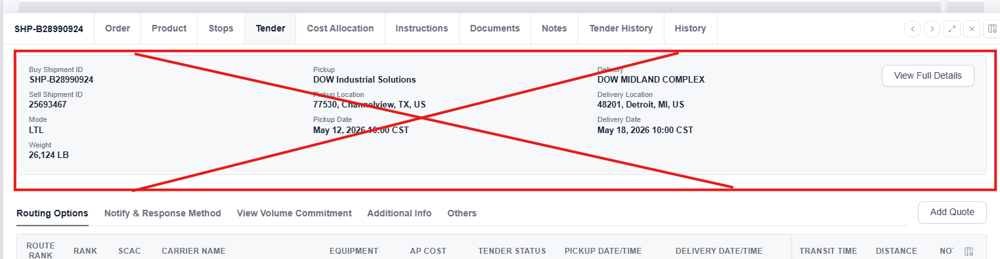 SHP-B28990924 Order Product Stops Tender Cost Allocation Instructions Documents Notes Tender History History
Buy Shipment ID
SHP-B28990924
Sell Shipment ID
25693467
Mode
LTL
Weight
26,124 LB
Pickup
DOW Industrial Solutions
Pickup Location
77530, Channelview, TX, US
Pickup Date
May 12, 2026 10:00 CST
Delivery
DOW MIDLAND COMPLEX
Delivery Location
48201, Detroit, MI, US
Delivery Date
May 18, 2026 10:00 CST
View Full Details
Routing Options Notify & Response Method View Volume Commitment Additional Info Others
Add Quote
ROUTE
RANK
RANK SCAC CARRIER NAME EQUIPMENT AP COST TENDER STATUS PICKUP DATE/TIME DELIVERY DATE/TIME TRANSIT TIME DISTANCE